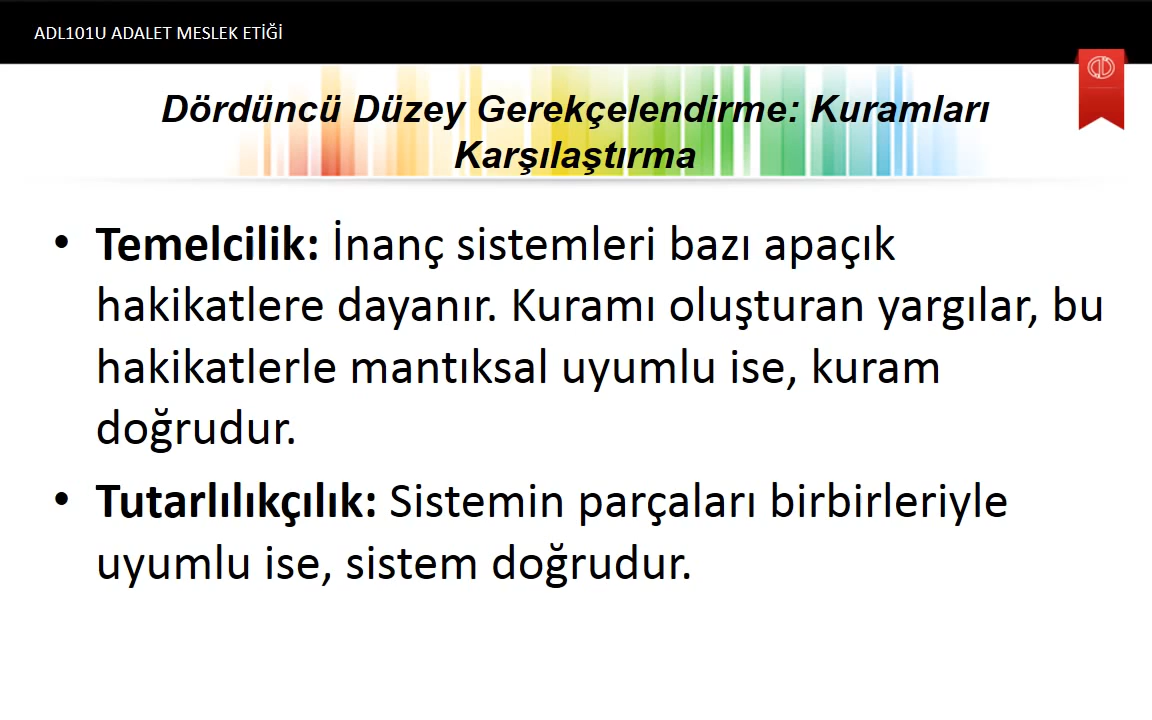 ADL101U ADALET MESLEK ETİĞİ
Dördüncü Düzey Gerekçelendirme: Kuramları
Karşılaştırma
• Temelcilik: İnanç sistemleri bazı apaçık
hakikatlere dayanır. Kuramı oluşturan yargılar, bu
hakikatlerle mantıksal uyumlu ise, kuram
doğrudur.
• Tutarlılıkçılık: Sistemin parçaları birbirleriyle
uyumlu ise, sistem doğrudur.